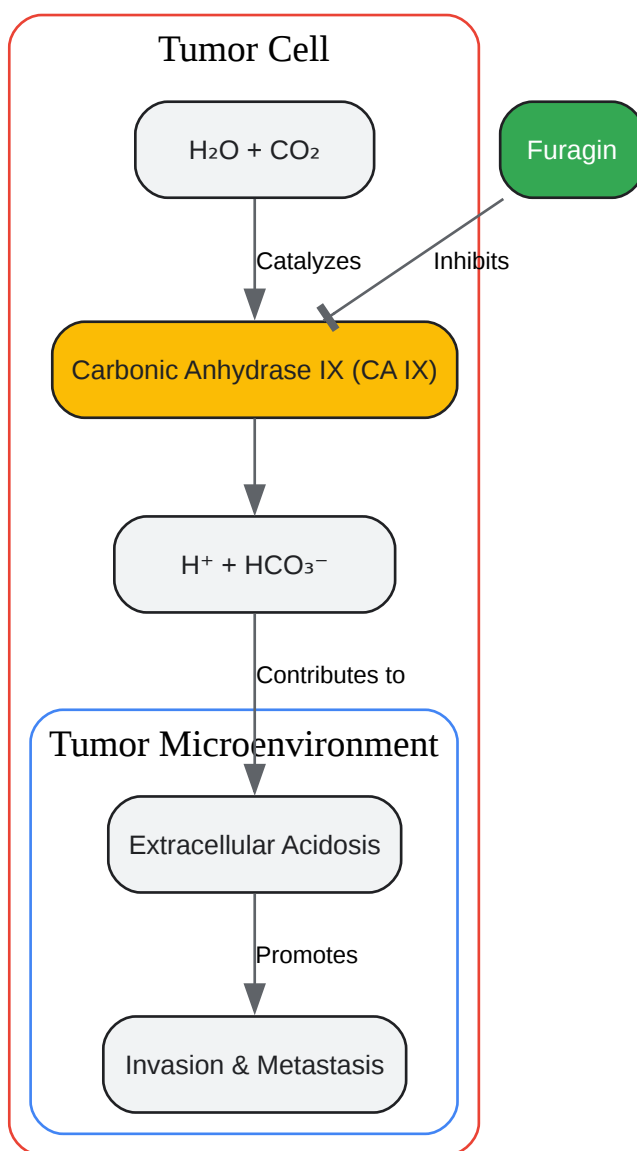 Tumor Cell
H₂O + CO₂
Furagin
Catalyzes
Inhibits
Carbonic Anhydrase IX (CA IX)
H⁺ + HCO₃⁻
Contributes to
Tumor Microenvironment
Extracellular Acidosis
Promotes
Invasion & Metastasis